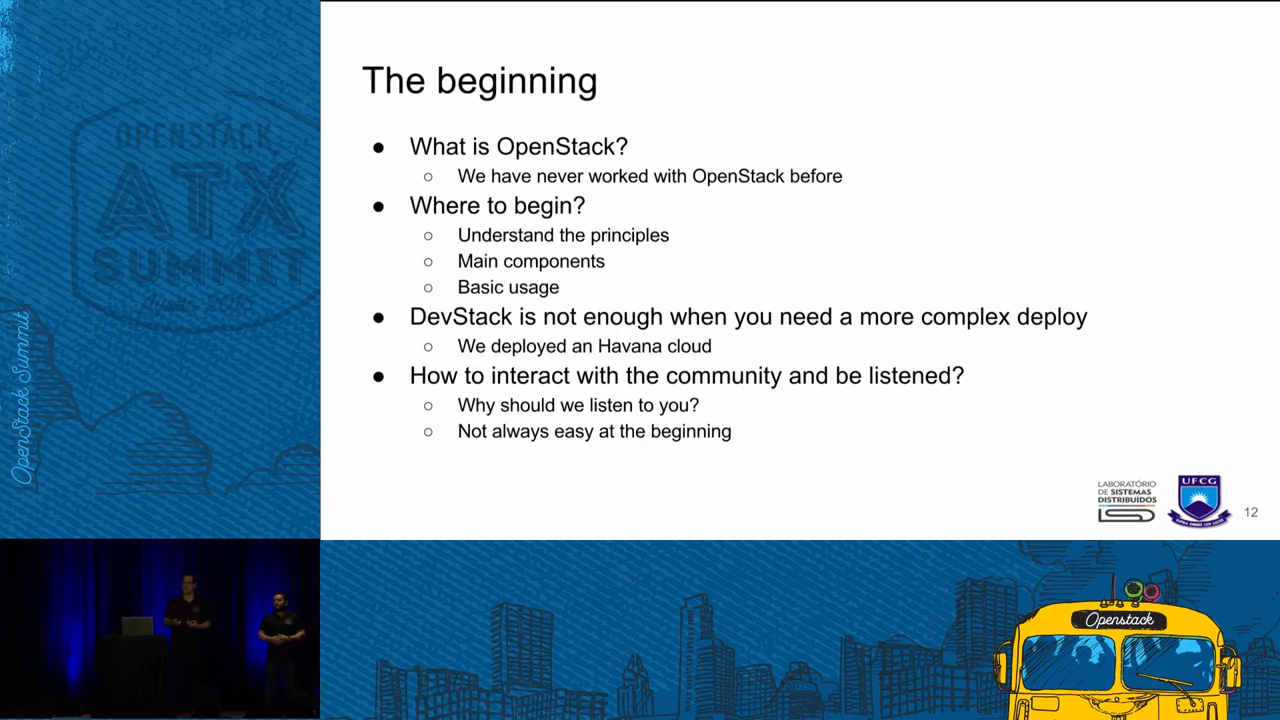 OPENSTACK
ATX
SUMMIT
Austin 2016
OpenStack Summit
The beginning
● What is OpenStack?
○ We have never worked with OpenStack before
● Where to begin?
○ Understand the principles
○ Main components
○ Basic usage
● DevStack is not enough when you need a more complex deploy
○ We deployed an Havana cloud
● How to interact with the community and be listened?
○ Why should we listen to you?
○ Not always easy at the beginning
LABORATÓRIO
DE SISTEMAS
DISTRIBUÍDOS
LSD
UFCG
12
Openstack